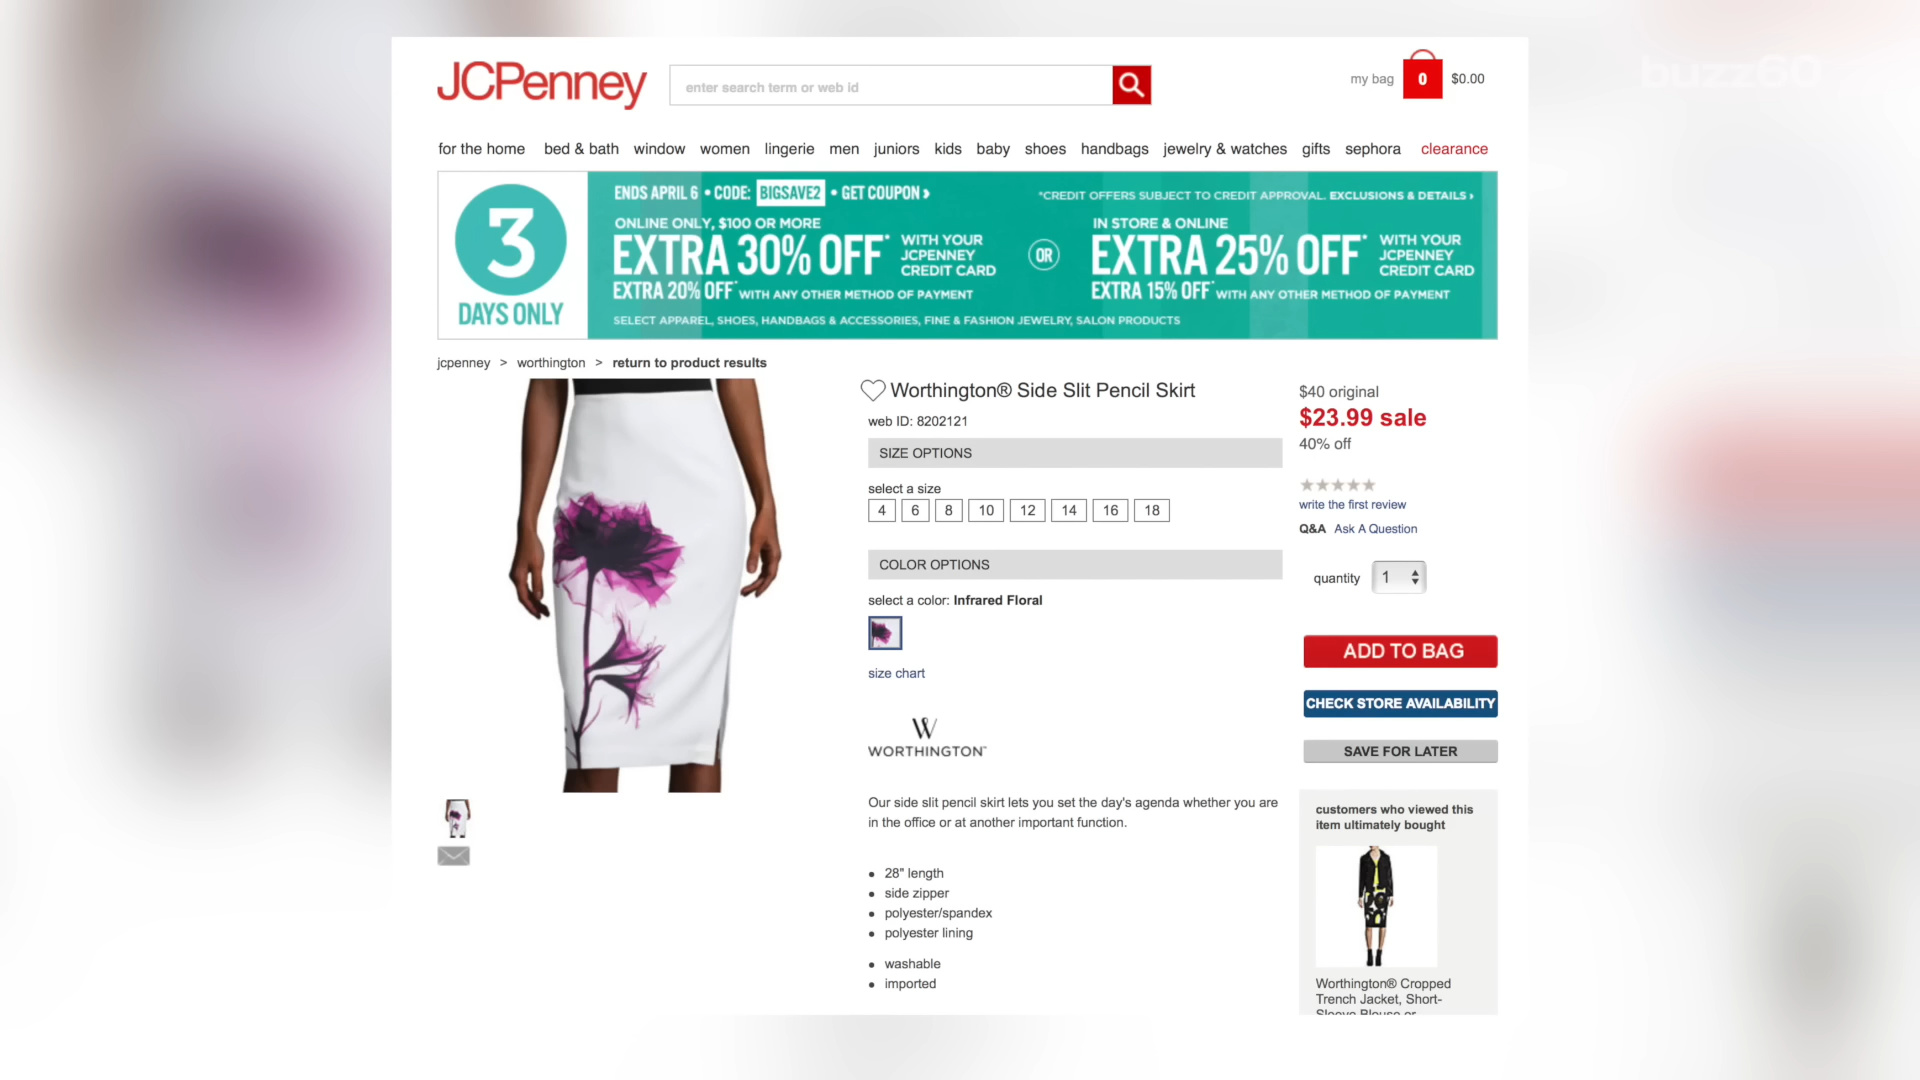 buzz60
JCPenney
enter search term or web id
my bag 0 $0.00
for the home bed & bath window women lingerie men juniors kids baby shoes handbags jewelry & watches gifts sephora clearance
3
DAYS ONLY
ENDS APRIL 6 • CODE: BIGSAVE2 • GET COUPON ›
*CREDIT OFFERS SUBJECT TO CREDIT APPROVAL. EXCLUSIONS & DETAILS ›
ONLINE ONLY, $100 OR MORE
EXTRA 30% OFF* WITH YOUR
JCPENNEY
CREDIT CARD
EXTRA 20% OFF* WITH ANY OTHER METHOD OF PAYMENT
OR
IN STORE & ONLINE
EXTRA 25% OFF* WITH YOUR
JCPENNEY
CREDIT CARD
EXTRA 15% OFF* WITH ANY OTHER METHOD OF PAYMENT
SELECT APPAREL, SHOES, HANDBAGS & ACCESSORIES, FINE & FASHION JEWELRY, SALON PRODUCTS
jcpenney > worthington > return to product results
Worthington® Side Slit Pencil Skirt
web ID: 8202121
SIZE OPTIONS
select a size
4 6 8 10 12 14 16 18
COLOR OPTIONS
select a color: Infrared Floral
size chart
W
WORTHINGTON™
Our side slit pencil skirt lets you set the day's agenda whether you are
in the office or at another important function.
• 28" length
• side zipper
• polyester/spandex
• polyester lining
• washable
• imported
$40 original
$23.99 sale
40% off
write the first review
Q&A Ask A Question
quantity 1
ADD TO BAG
CHECK STORE AVAILABILITY
SAVE FOR LATER
customers who viewed this
item ultimately bought
Worthington® Cropped
Trench Jacket, Short-
Sleeve Blouse or